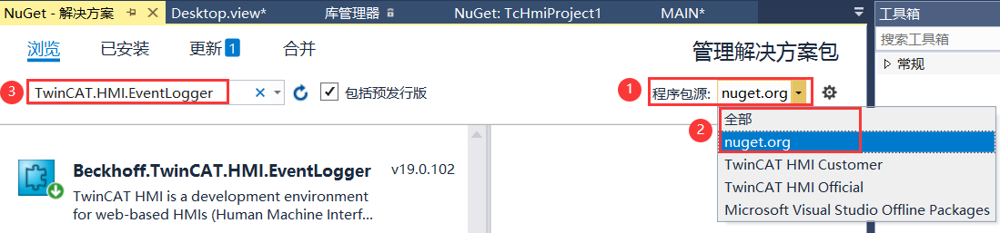 NuGet - 解决方案 Desktop.view* 库管理器 NuGet: TcHmiProject1 MAIN* 工具箱
浏览 已安装 更新 1 合并 管理解决方案包 搜索工具箱
常规
3 TwinCAT.HMI.EventLogger 包括预发行版 1 程序包源: nuget.org
2 全部
nuget.org
TwinCAT HMI Customer
TwinCAT HMI Official
Microsoft Visual Studio Offline Packages
Beckhoff.TwinCAT.HMI.EventLogger v19.0.102
TwinCAT HMI is a development environment
for web-based HMIs (Human Machine Interf...